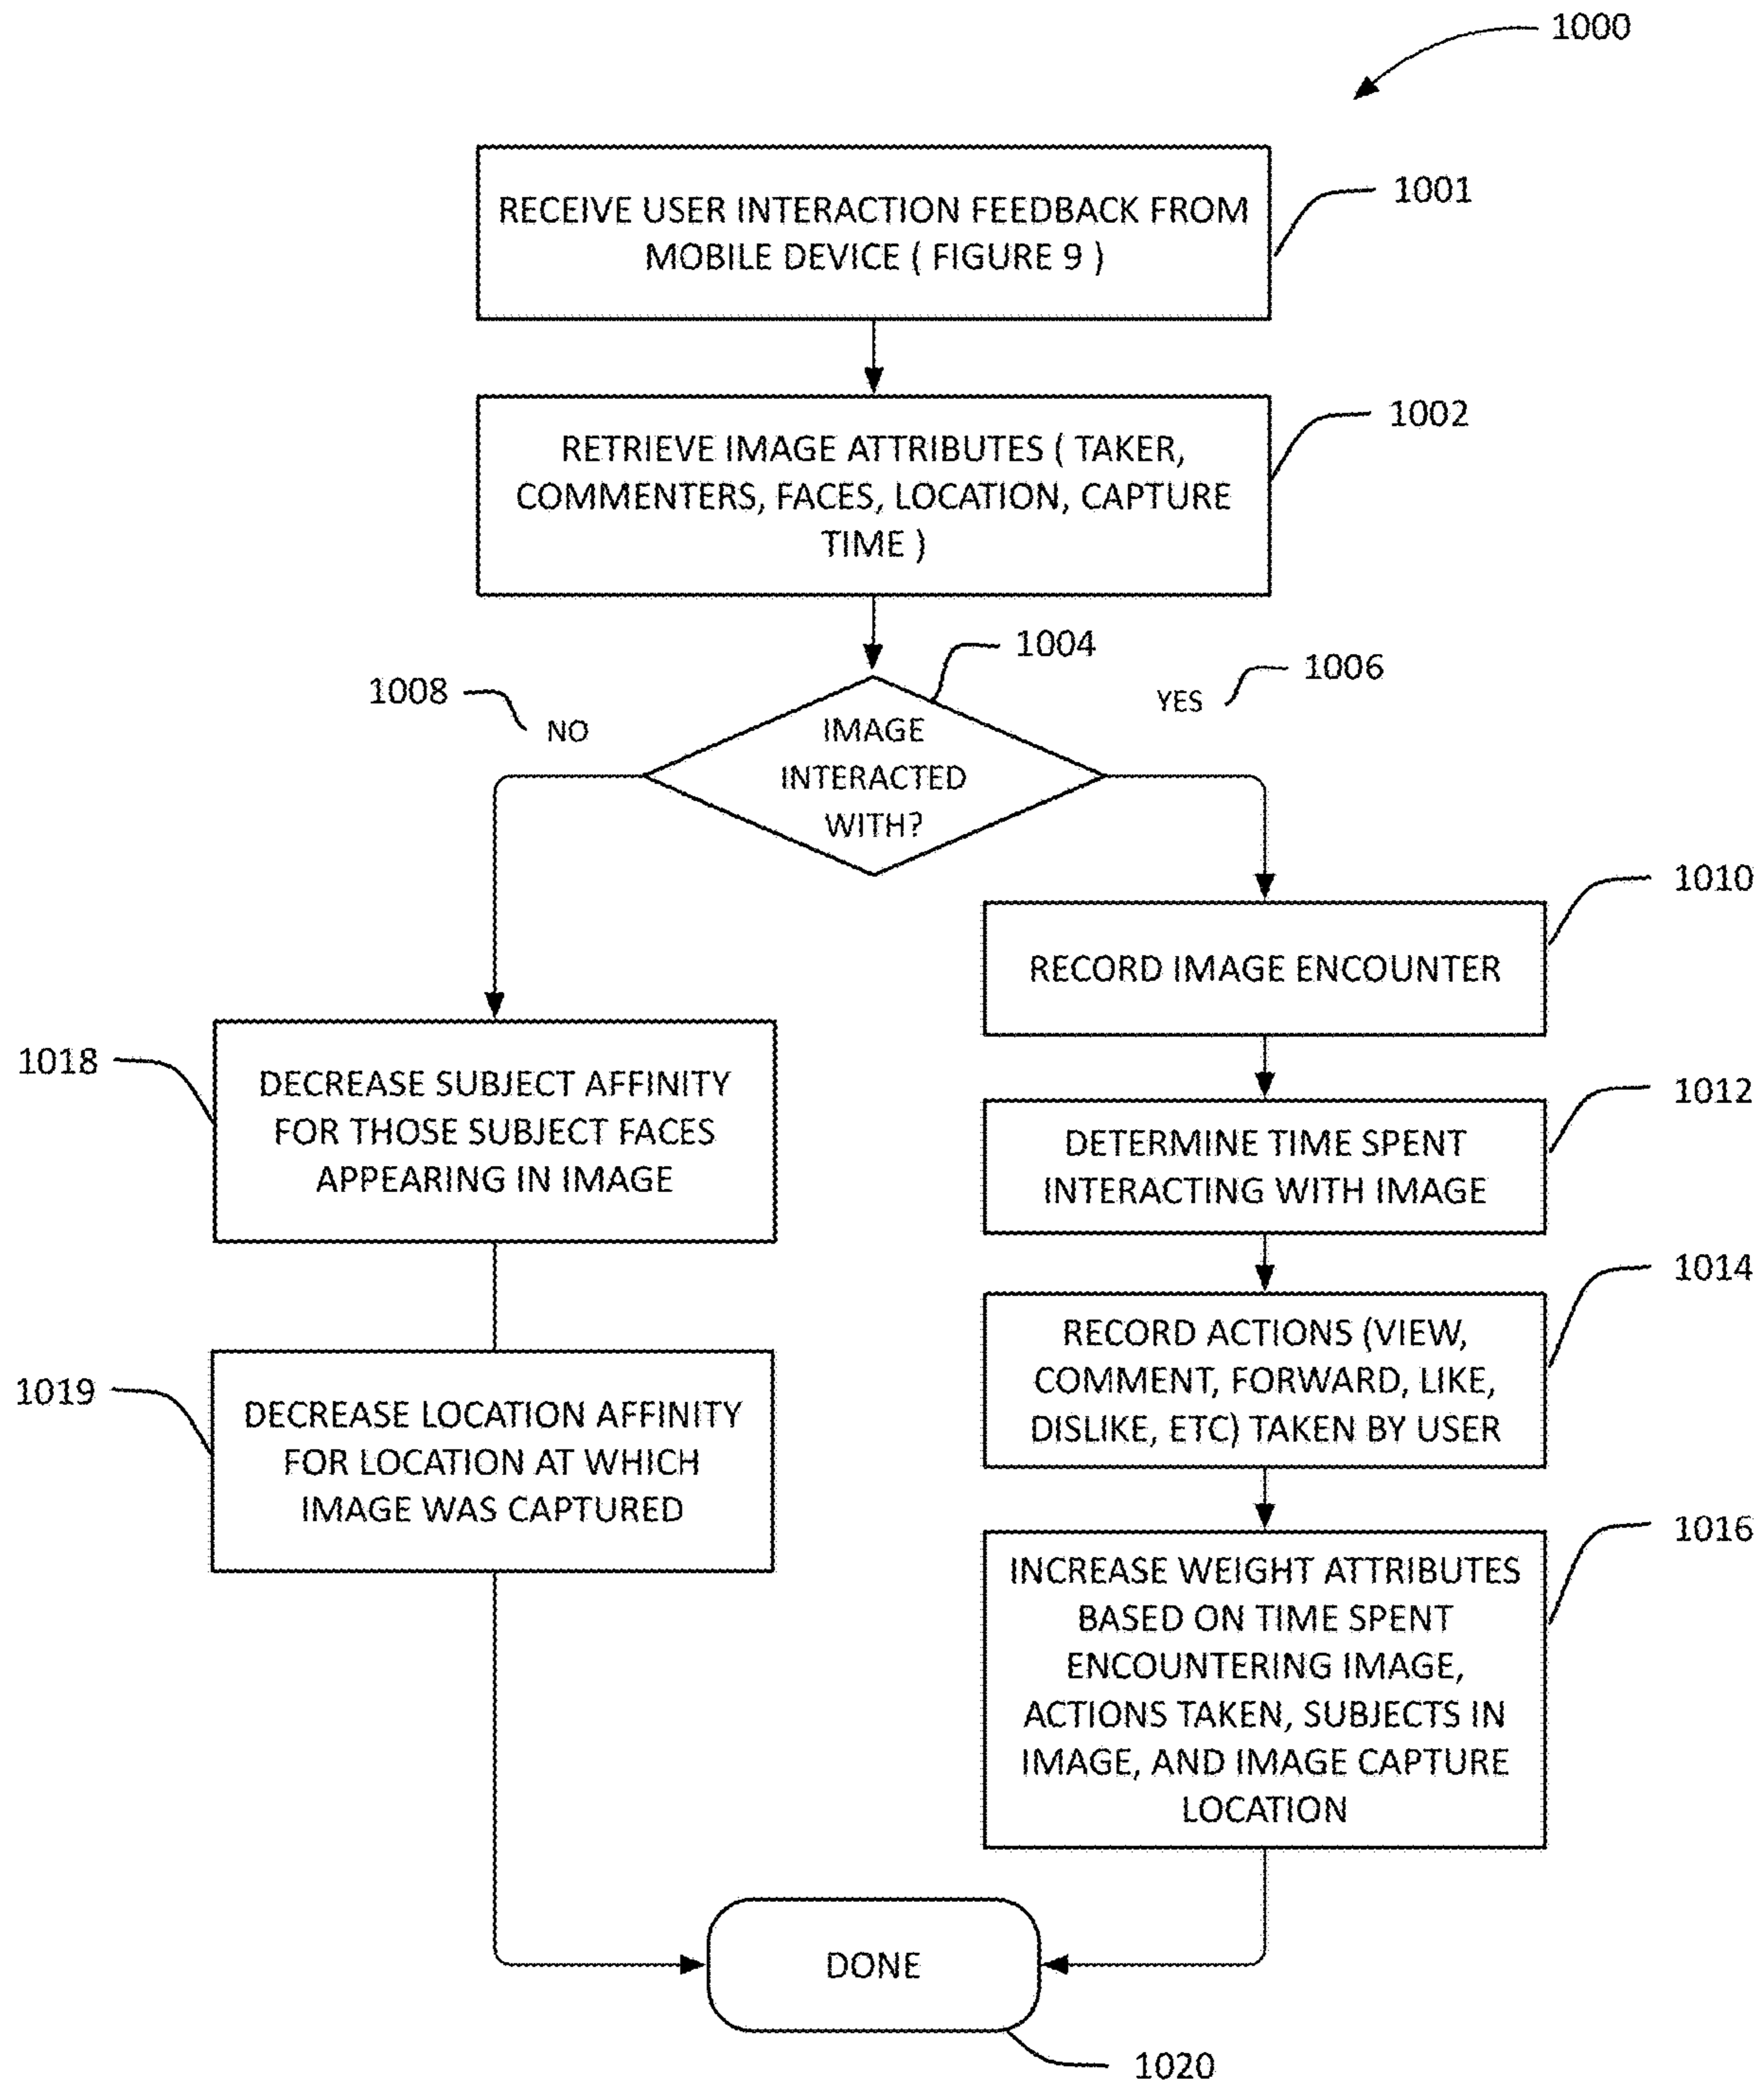 1000
RECEIVE USER INTERACTION FEEDBACK FROM
MOBILE DEVICE ( FIGURE 9 )
1001
RETRIEVE IMAGE ATTRIBUTES ( TAKER,
COMMENTERS, FACES, LOCATION, CAPTURE
TIME )
1002
1004
IMAGE
INTERACTED
WITH?
1008
NO
YES
1006
RECORD IMAGE ENCOUNTER
1010
DECREASE SUBJECT AFFINITY
FOR THOSE SUBJECT FACES
APPEARING IN IMAGE
1018
DETERMINE TIME SPENT
INTERACTING WITH IMAGE
1012
RECORD ACTIONS (VIEW,
COMMENT, FORWARD, LIKE,
DISLIKE, ETC) TAKEN BY USER
1014
DECREASE LOCATION AFFINITY
FOR LOCATION AT WHICH
IMAGE WAS CAPTURED
1019
INCREASE WEIGHT ATTRIBUTES
BASED ON TIME SPENT
ENCOUNTERING IMAGE,
ACTIONS TAKEN, SUBJECTS IN
IMAGE, AND IMAGE CAPTURE
LOCATION
1016
DONE
1020